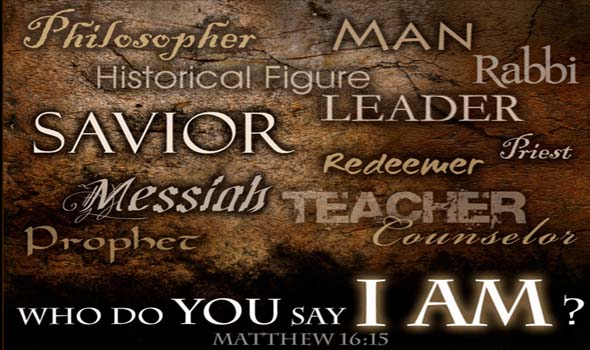 Philosopher MAN
Historical Figure Rabbi
SAVIOR LEADER
Redeemer Priest
Messiah TEACHER
Prophet Counselor
WHO DO YOU SAY I AM ?
MATTHEW 16:15